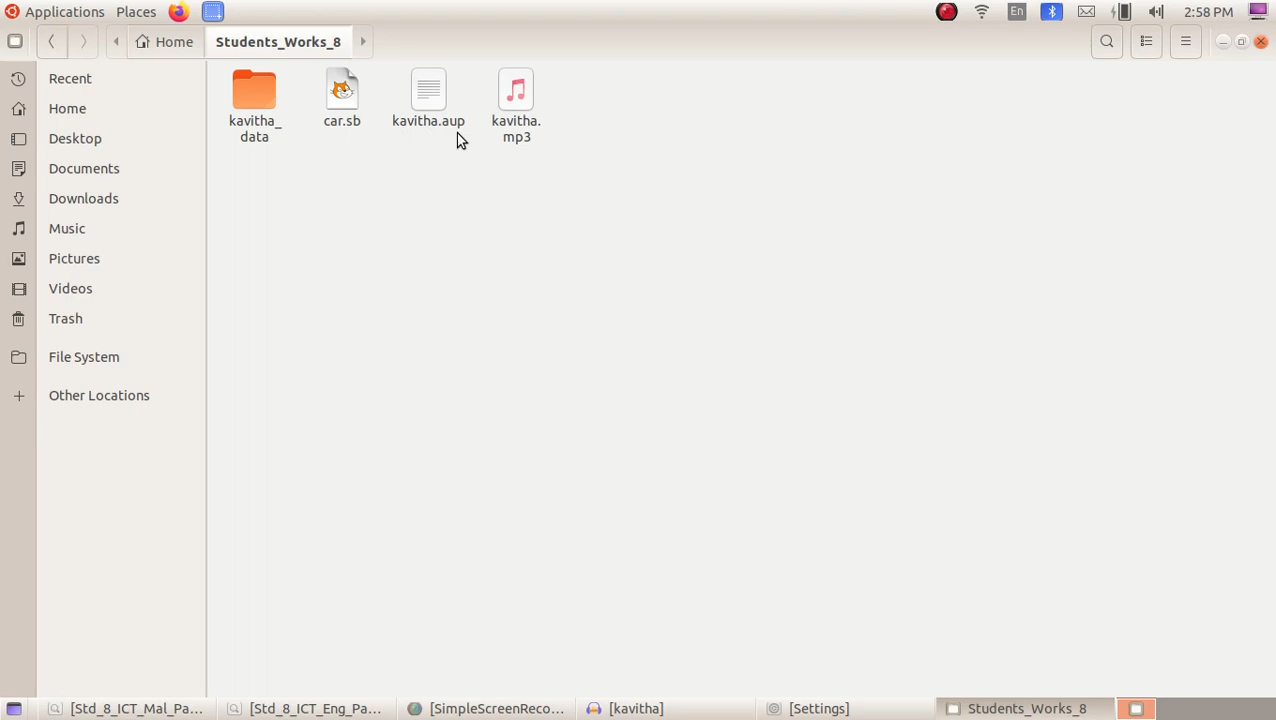 Applications Places En 2:58 PM
Home Students_Works_8
Recent
Home
Desktop
Documents
Downloads
Music
Pictures
Videos
Trash
File System
Other Locations
kavitha_
data
car.sb
kavitha.aup
kavitha.
mp3
[Std_8_ICT_Mal_Pa... [Std_8_ICT_Eng_Pa... [SimpleScreenReco... [kavitha] [Settings] Students_Works_8